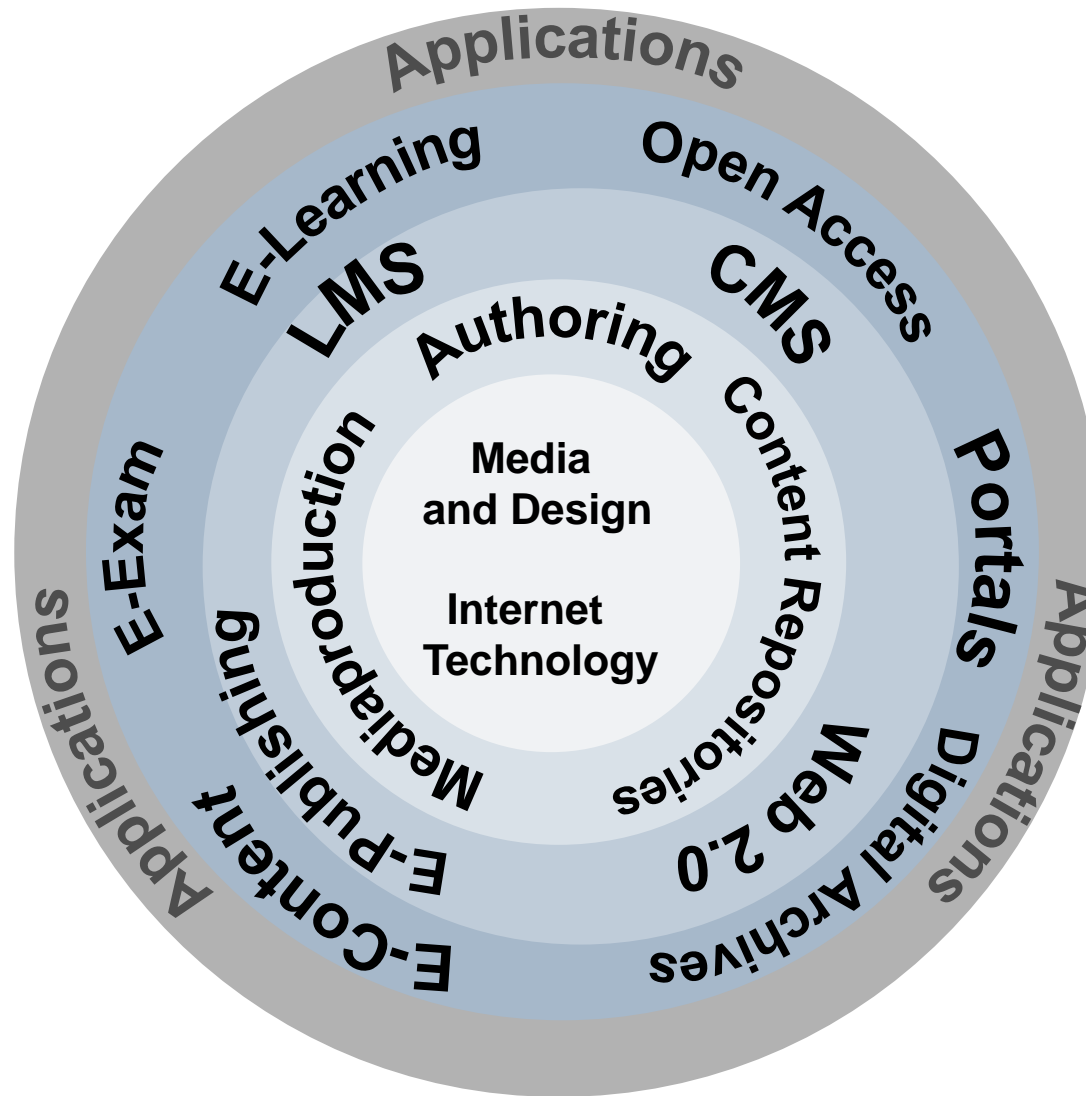 Applications
E-Learning
Open Access
LMS
CMS
Authoring
Content Repositories
Mediaproduction
Media
and Design
Internet
Technology
E-Exam
Portals
E-Publishing
Web 2.0
E-Content
Digital Archives
Applications
Applications